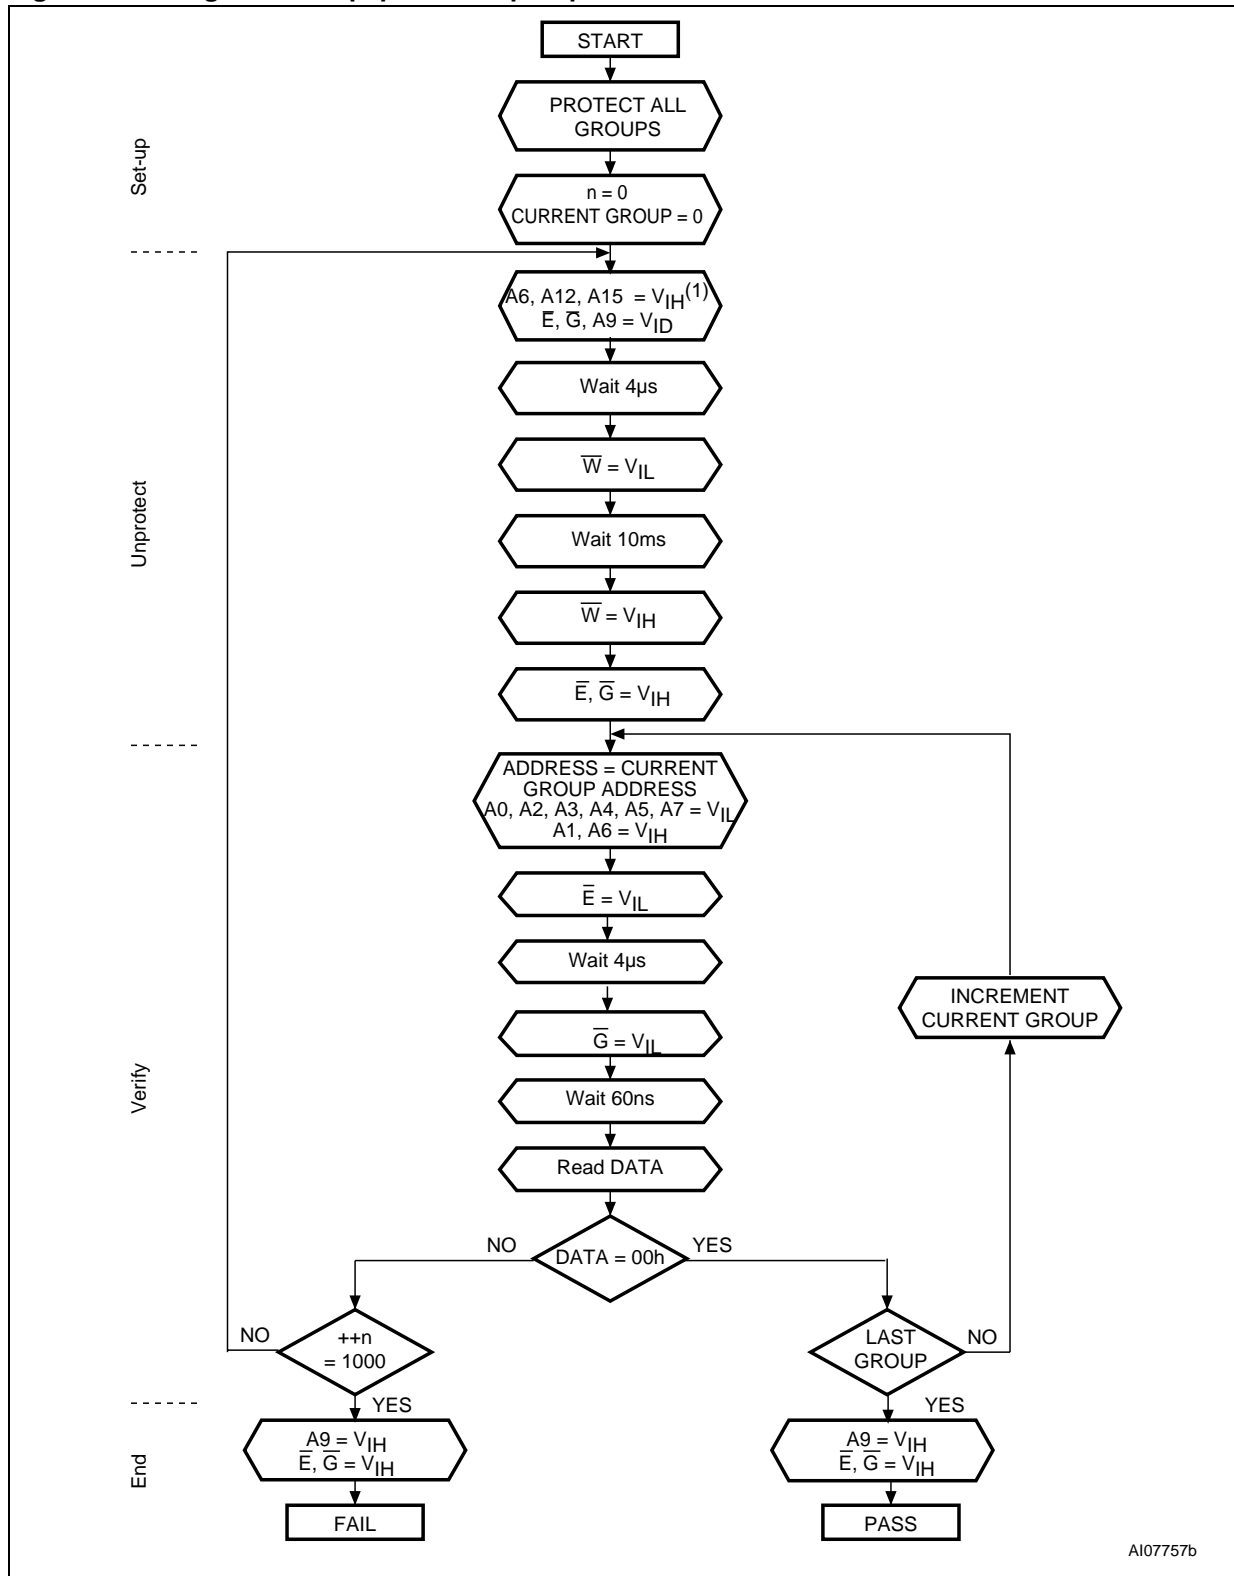 START
PROTECT ALL
GROUPS
Set-up
n = 0
CURRENT GROUP = 0
A6, A12, A15 = VIH(1)
E̅, G̅, A9 = VID
Wait 4µs
W̅ = VIL
Unprotect
Wait 10ms
W̅ = VIH
E̅, G̅ = VIH
ADDRESS = CURRENT
GROUP ADDRESS
A0, A2, A3, A4, A5, A7 = VIL
A1, A6 = VIH
E̅ = VIL
Wait 4µs
INCREMENT
CURRENT GROUP
G̅ = VIL
Verify
Wait 60ns
Read DATA
NO
DATA = 00h
YES
NO
++n
= 1000
LAST
GROUP
NO
YES
YES
End
A9 = VIH
E̅, G̅ = VIH
A9 = VIH
E̅, G̅ = VIH
FAIL
PASS
AI07757b